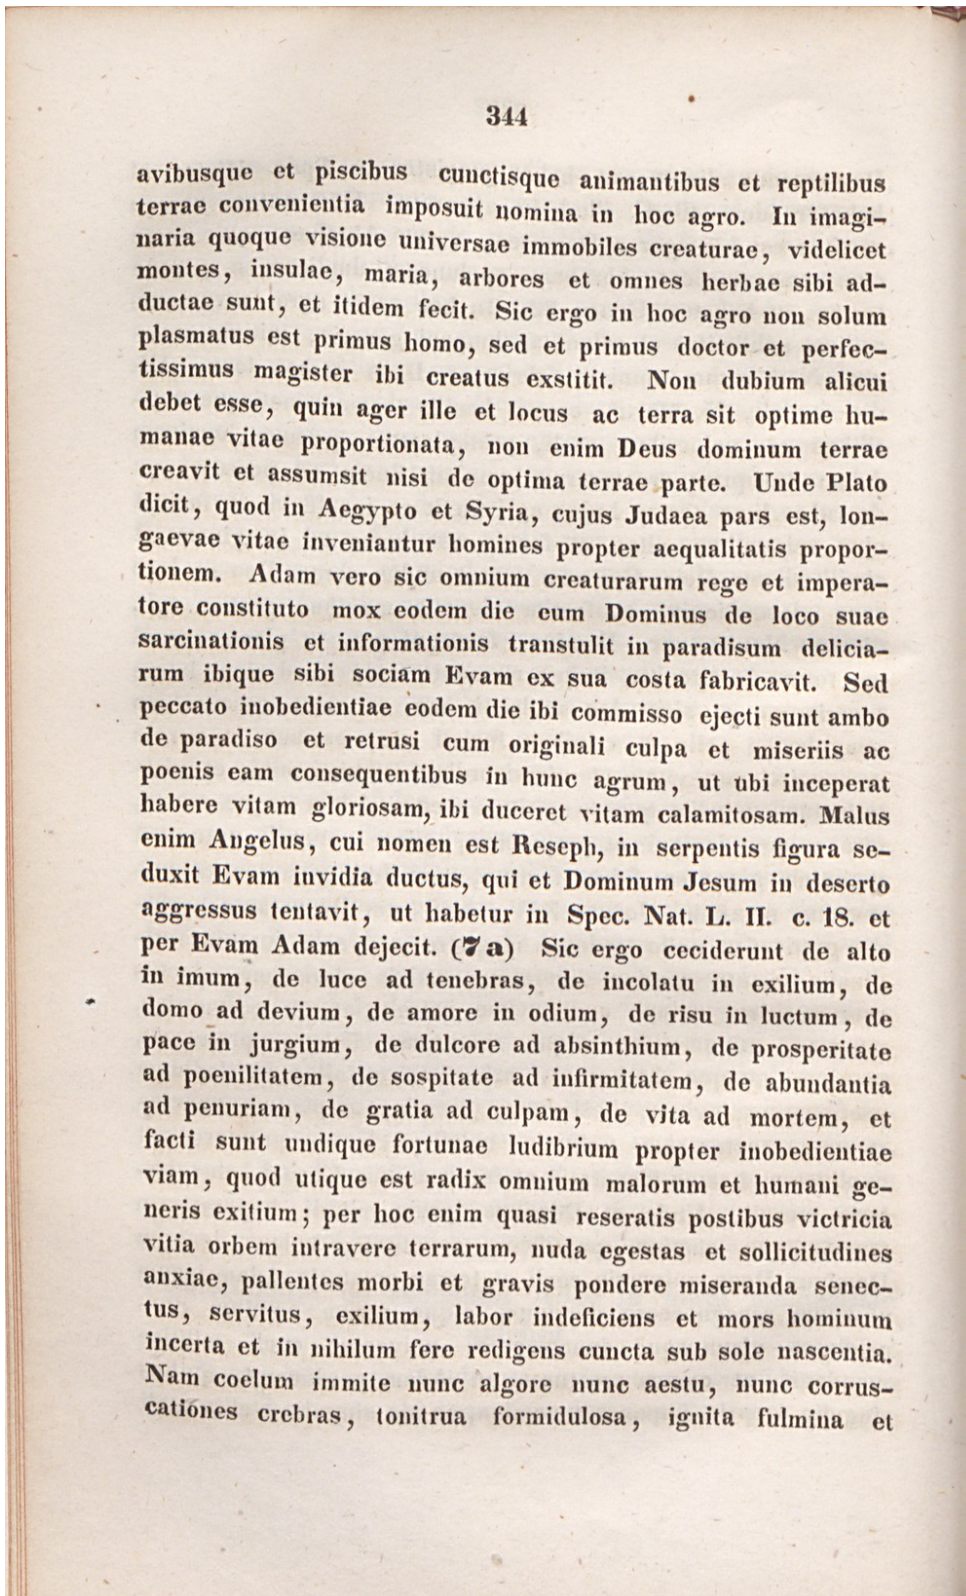 344
avibusque et piscibus cunctisque animantibus et reptilibus
terrae convenientia imposuit nomina in hoc agro. In imagi-
naria quoque visione universae immobiles creaturae, videlicet
montes, insulae, maria, arbores et omnes herbae sibi ad-
ductae sunt, et itidem fecit. Sic ergo in hoc agro non solum
plasmatus est primus homo, sed et primus doctor et perfec-
tissimus magister ibi creatus exstitit. Non dubium alicui
debet esse, quin ager ille et locus ac terra sit optime hu-
manae vitae proportionata, non enim Deus dominum terrae
creavit et assumsit nisi de optima terrae parte. Unde Plato
dicit, quod in Aegypto et Syria, cujus Judaea pars est, lon-
gaevae vitae inveniantur homines propter aequalitatis propor-
tionem. Adam vero sic omnium creaturarum rege et impera-
tore constituto mox eodem die eum Dominus de loco suae
sarcinationis et informationis transtulit in paradisum delicia-
rum ibique sibi sociam Evam ex sua costa fabricavit. Sed
peccato inobedientiae eodem die ibi commisso ejecti sunt ambo
de paradiso et retrusi cum originali culpa et miseriis ac
poenis eam consequentibus in hunc agrum, ut ubi inceperat
habere vitam gloriosam, ibi duceret vitam calamitosam. Malus
enim Angelus, cui nomen est Reseph, in serpentis figura se-
duxit Evam invidia ductus, qui et Dominum Jesum in deserto
aggressus tentavit, ut habetur in Spec. Nat. L. II. c. 18. et
per Evam Adam dejecit. (7a) Sic ergo ceciderunt de alto
in imum, de luce ad tenebras, de incolatu in exilium, de
domo ad devium, de amore in odium, de risu in luctum, de
pace in jurgium, de dulcore ad absinthium, de prosperitate
ad poenilitatem, de sospitate ad infirmitatem, de abundantia
ad penuriam, de gratia ad culpam, de vita ad mortem, et
facti sunt undique fortunae ludibrium propter inobedientiae
viam, quod utique est radix omnium malorum et humani ge-
neris exitium; per hoc enim quasi reseratis postibus victricia
vitia orbem intravere terrarum, nuda egestas et sollicitudines
anxiae, pallentes morbi et gravis pondere miseranda senec-
tus, servitus, exilium, labor indeficiens et mors hominum
incerta et in nihilum fere redigens cuncta sub sole nascentia.
Nam coelum immite nunc algore nunc aestu, nunc corrus-
cationes crebras, tonitrua formidulosa, ignita fulmina et